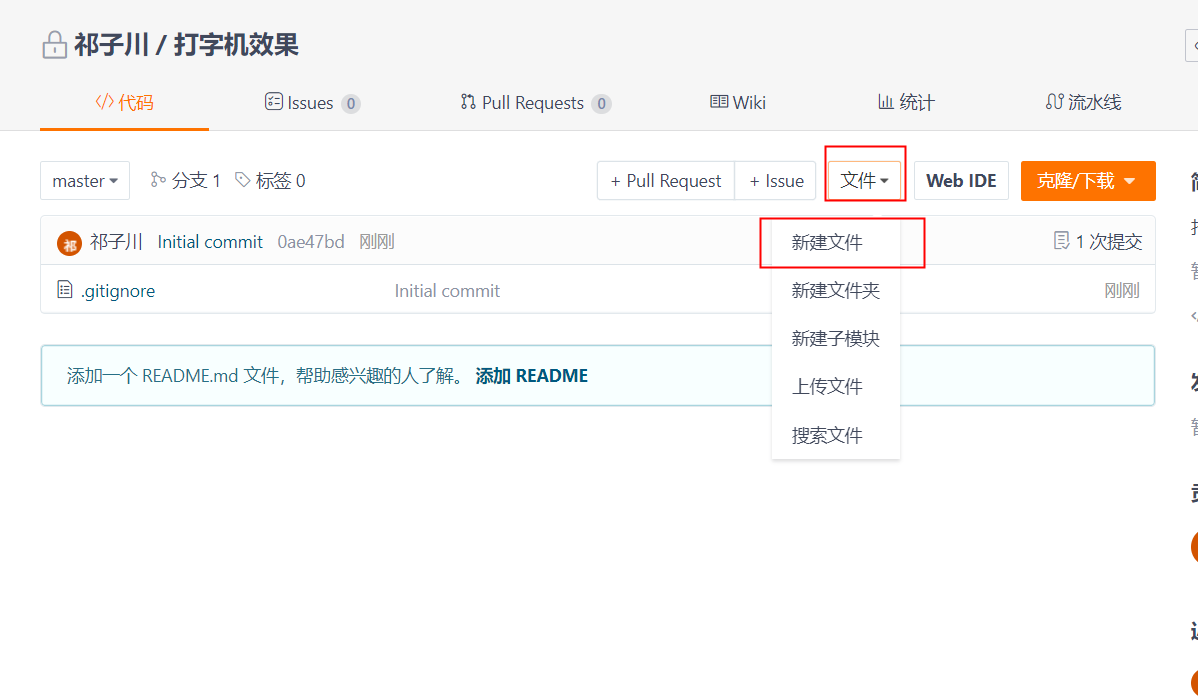 祁子川 / 打字机效果
代码 Issues 0 Pull Requests 0 Wiki 统计 流水线
master 分支 1 标签 0 + Pull Request + Issue 文件 Web IDE 克隆/下载
祁 祁子川 Initial commit 0ae47bd 刚刚 新建文件 1 次提交
.gitignore Initial commit 新建文件夹 刚刚
新建子模块
添加一个 README.md 文件，帮助感兴趣的人了解。 添加 README
上传文件
搜索文件